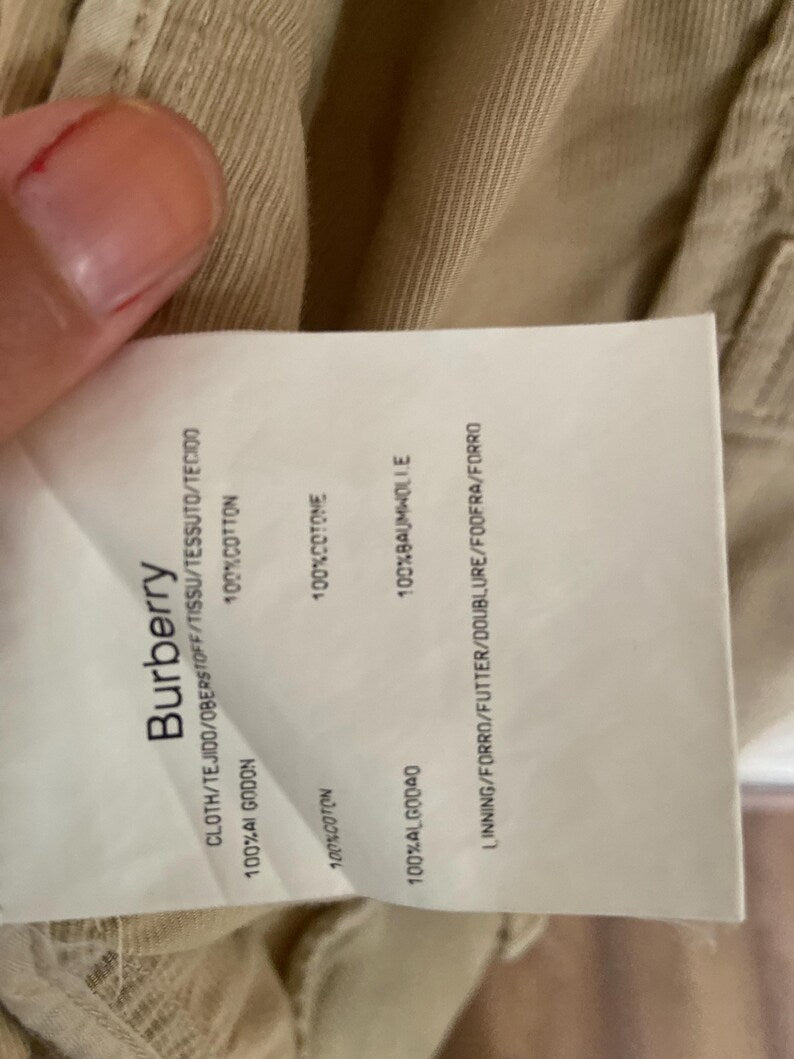 Burberry
CLOTH/TEJIDO/OBERSTOFF/TISSU/TESSUTO/TECIDO
100%ALGODON 100%COTTON
100%COTON 100%COTONE
100%ALGODAO 100%BAUMWOLLE
LINNING/FORRO/FUTTER/DOUBLURE/FOOFRA/FORRO